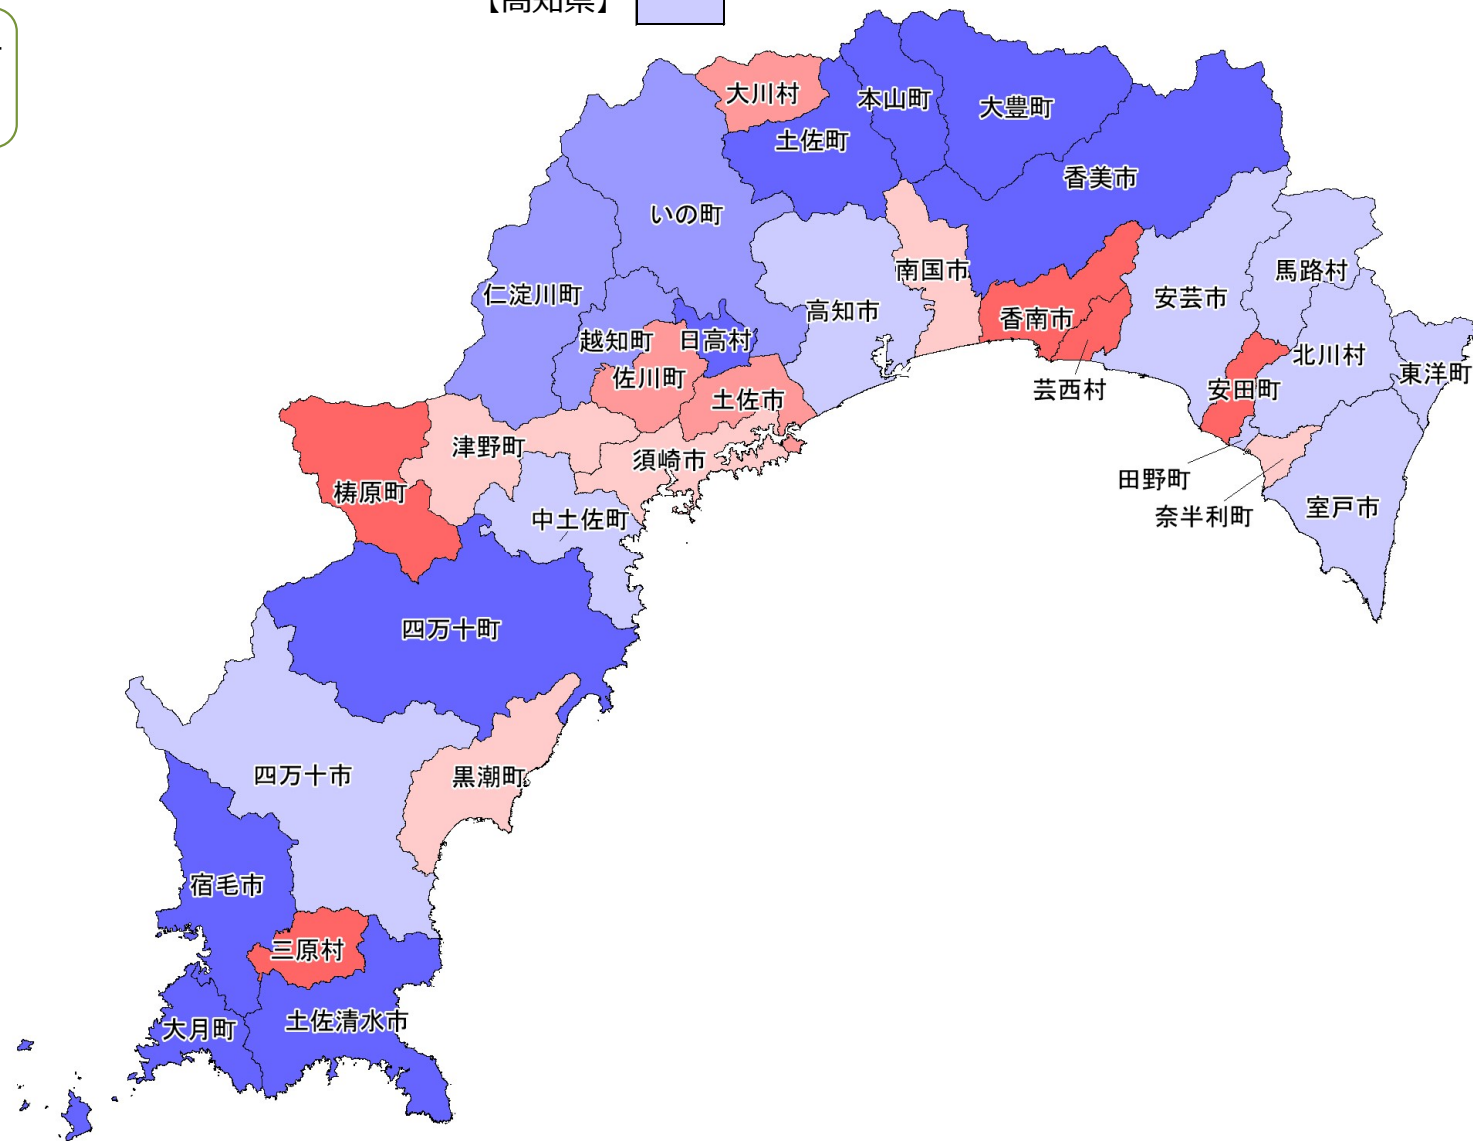 【高知県】
大川村
本山町
大豊町
土佐町
香美市
いの町
南国市
馬路村
仁淀川町
安芸市
高知市
香南市
越知町
日高村
北川村
東洋町
佐川町
芸西村
安田町
土佐市
津野町
須崎市
田野町
梼原町
奈半利町
室戸市
中土佐町
四万十町
四万十市
黒潮町
宿毛市
三原村
大月町
土佐清水市